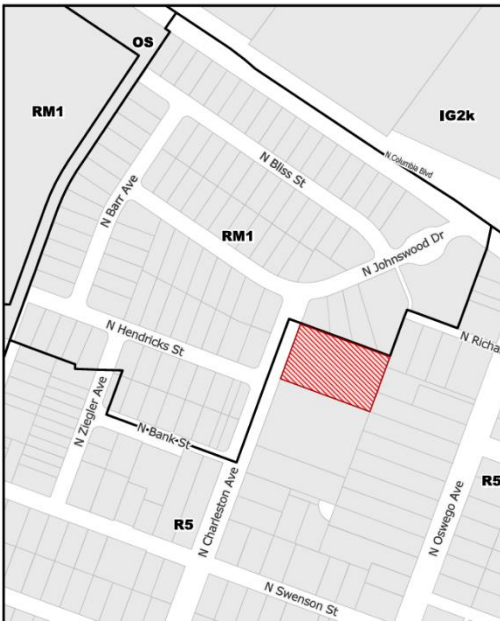 OS
RM1
IG2k
N Columbia Blvd
N Bliss St
N Barr Ave
RM1
N Johnswood Dr
N Hendricks St
N Richa
N Ziegler Ave
N Bank St
N Charleston Ave
R5
N Oswego Ave
R5
N Swenson St